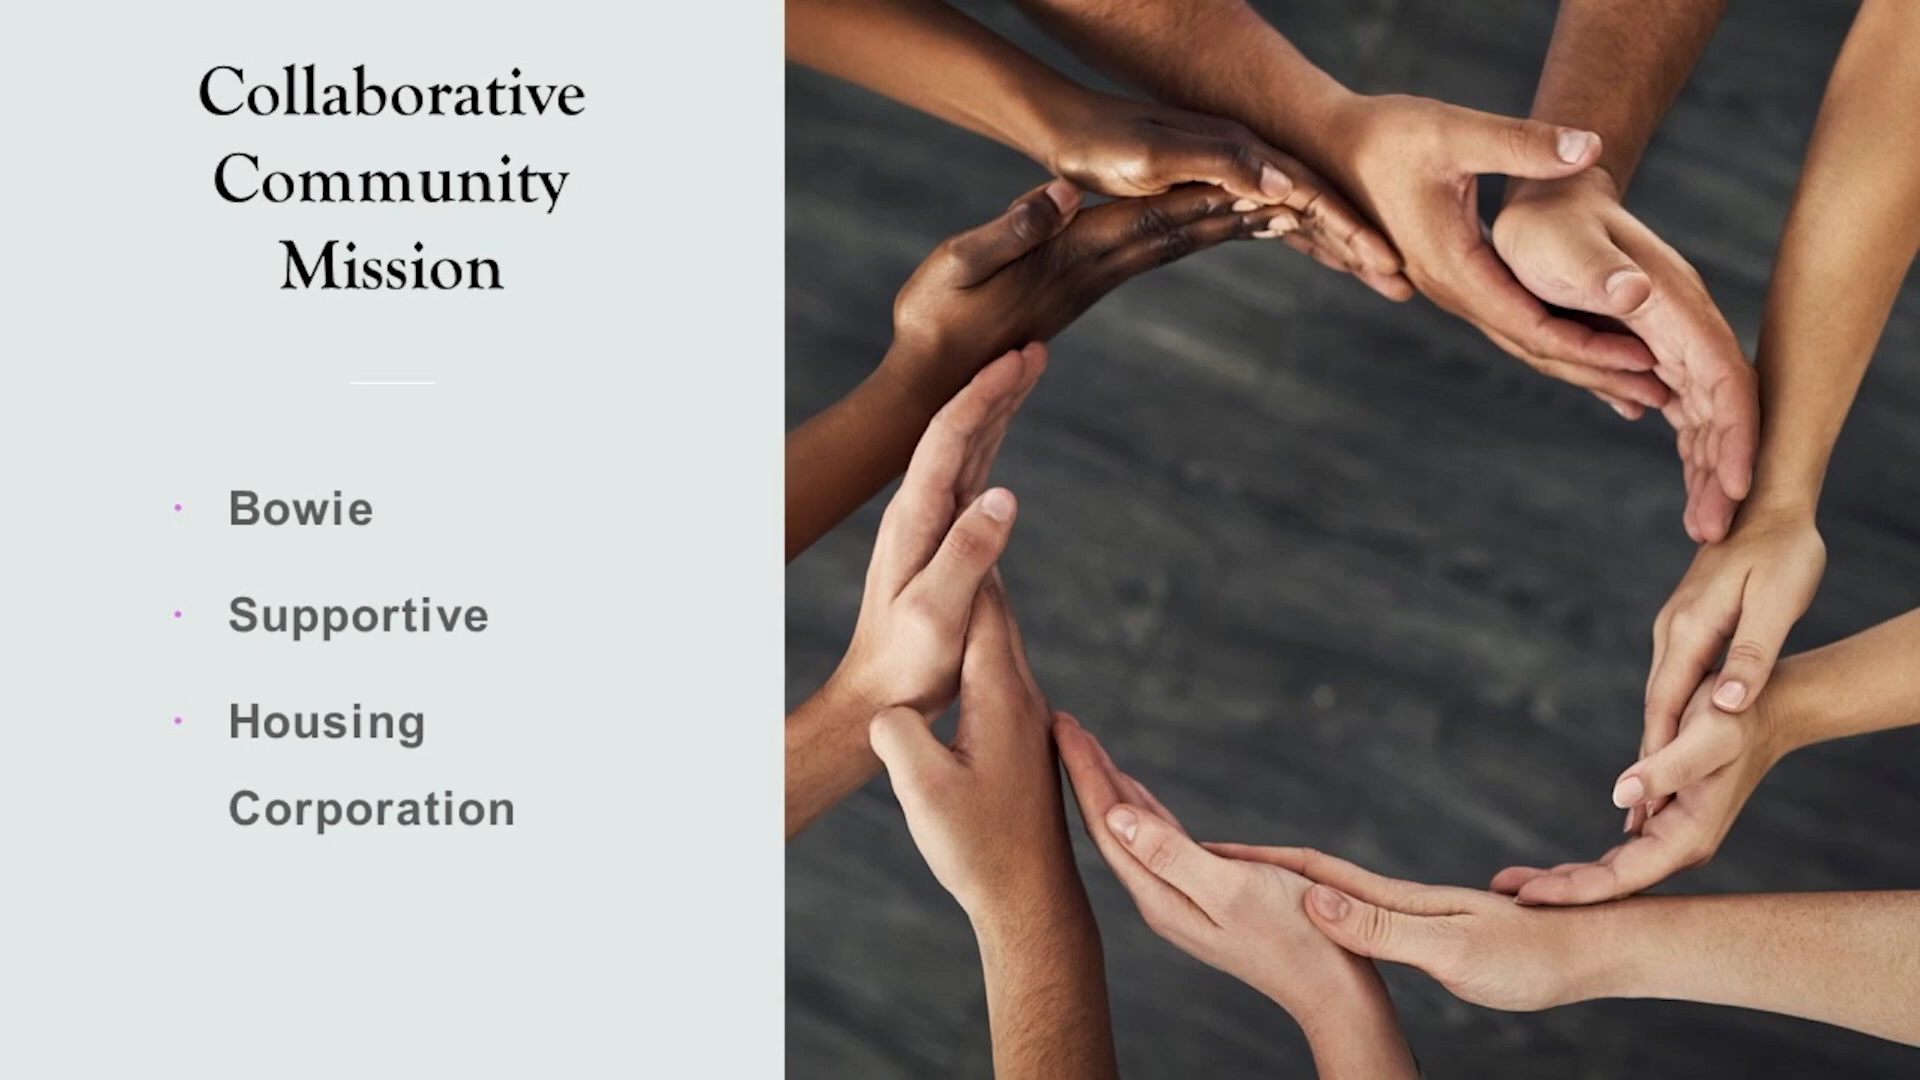 Collaborative
Community
Mission
· Bowie
· Supportive
· Housing
Corporation